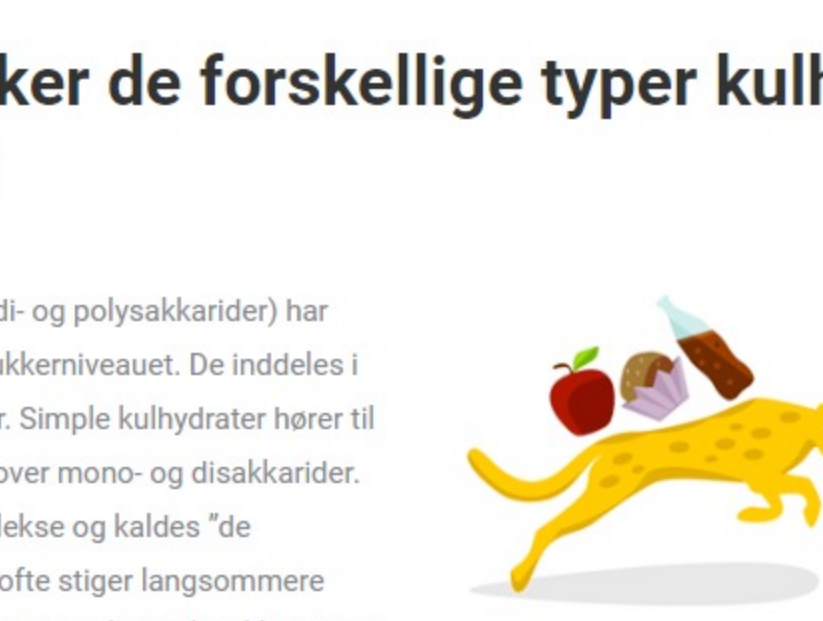 ker de forskellige typer kulh
di- og polysakkarider) har
ukkerniveauet. De inddeles i
r. Simple kulhydrater hører til
over mono- og disakkarider.
lekse og kaldes ”de
ofte stiger langsommere